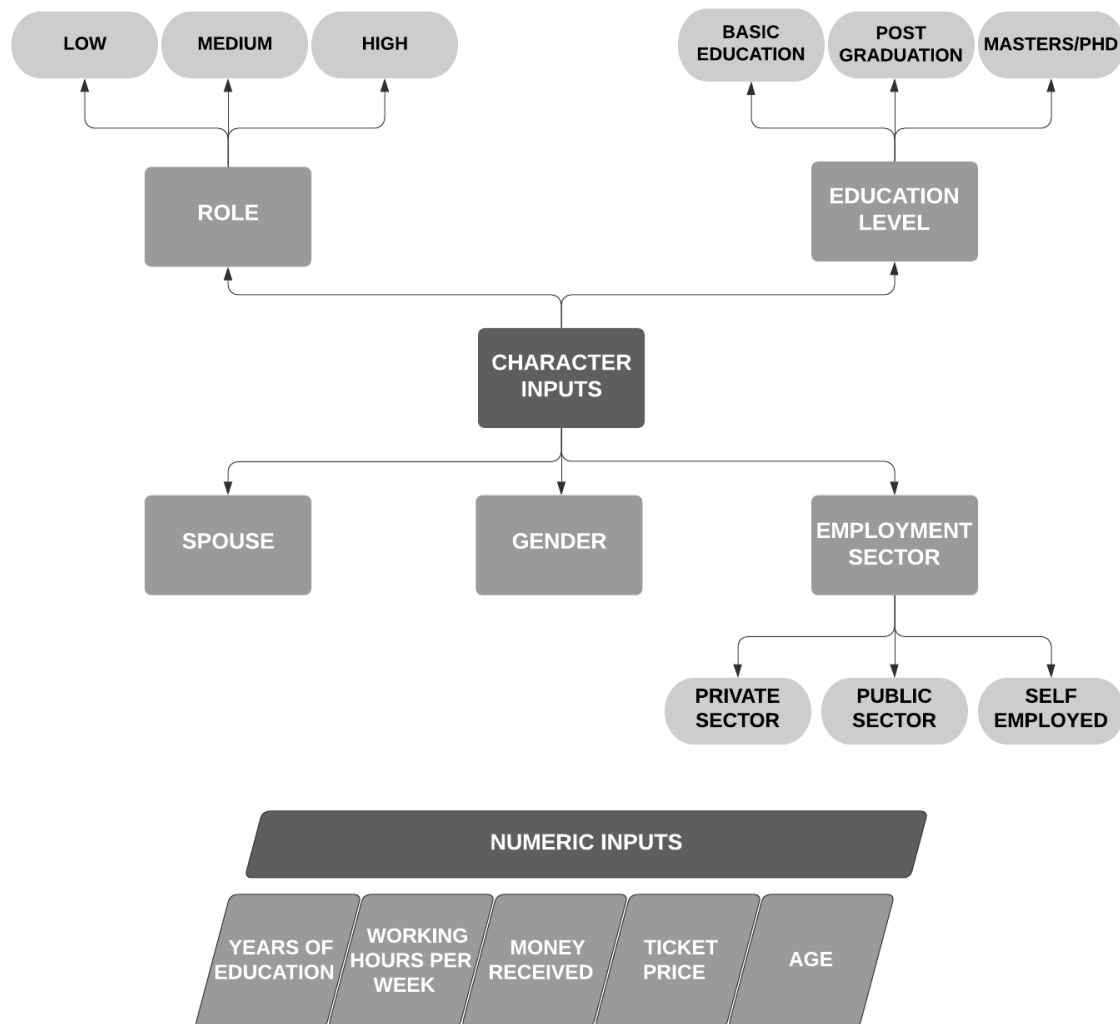 LOW
MEDIUM
HIGH
BASIC
EDUCATION
POST
GRADUATION
MASTERS/PHD
ROLE
EDUCATION
LEVEL
CHARACTER
INPUTS
SPOUSE
GENDER
EMPLOYMENT
SECTOR
PRIVATE
SECTOR
PUBLIC
SECTOR
SELF
EMPLOYED
NUMERIC INPUTS
YEARS OF
EDUCATION
WORKING
HOURS PER
WEEK
MONEY
RECEIVED
TICKET
PRICE
AGE